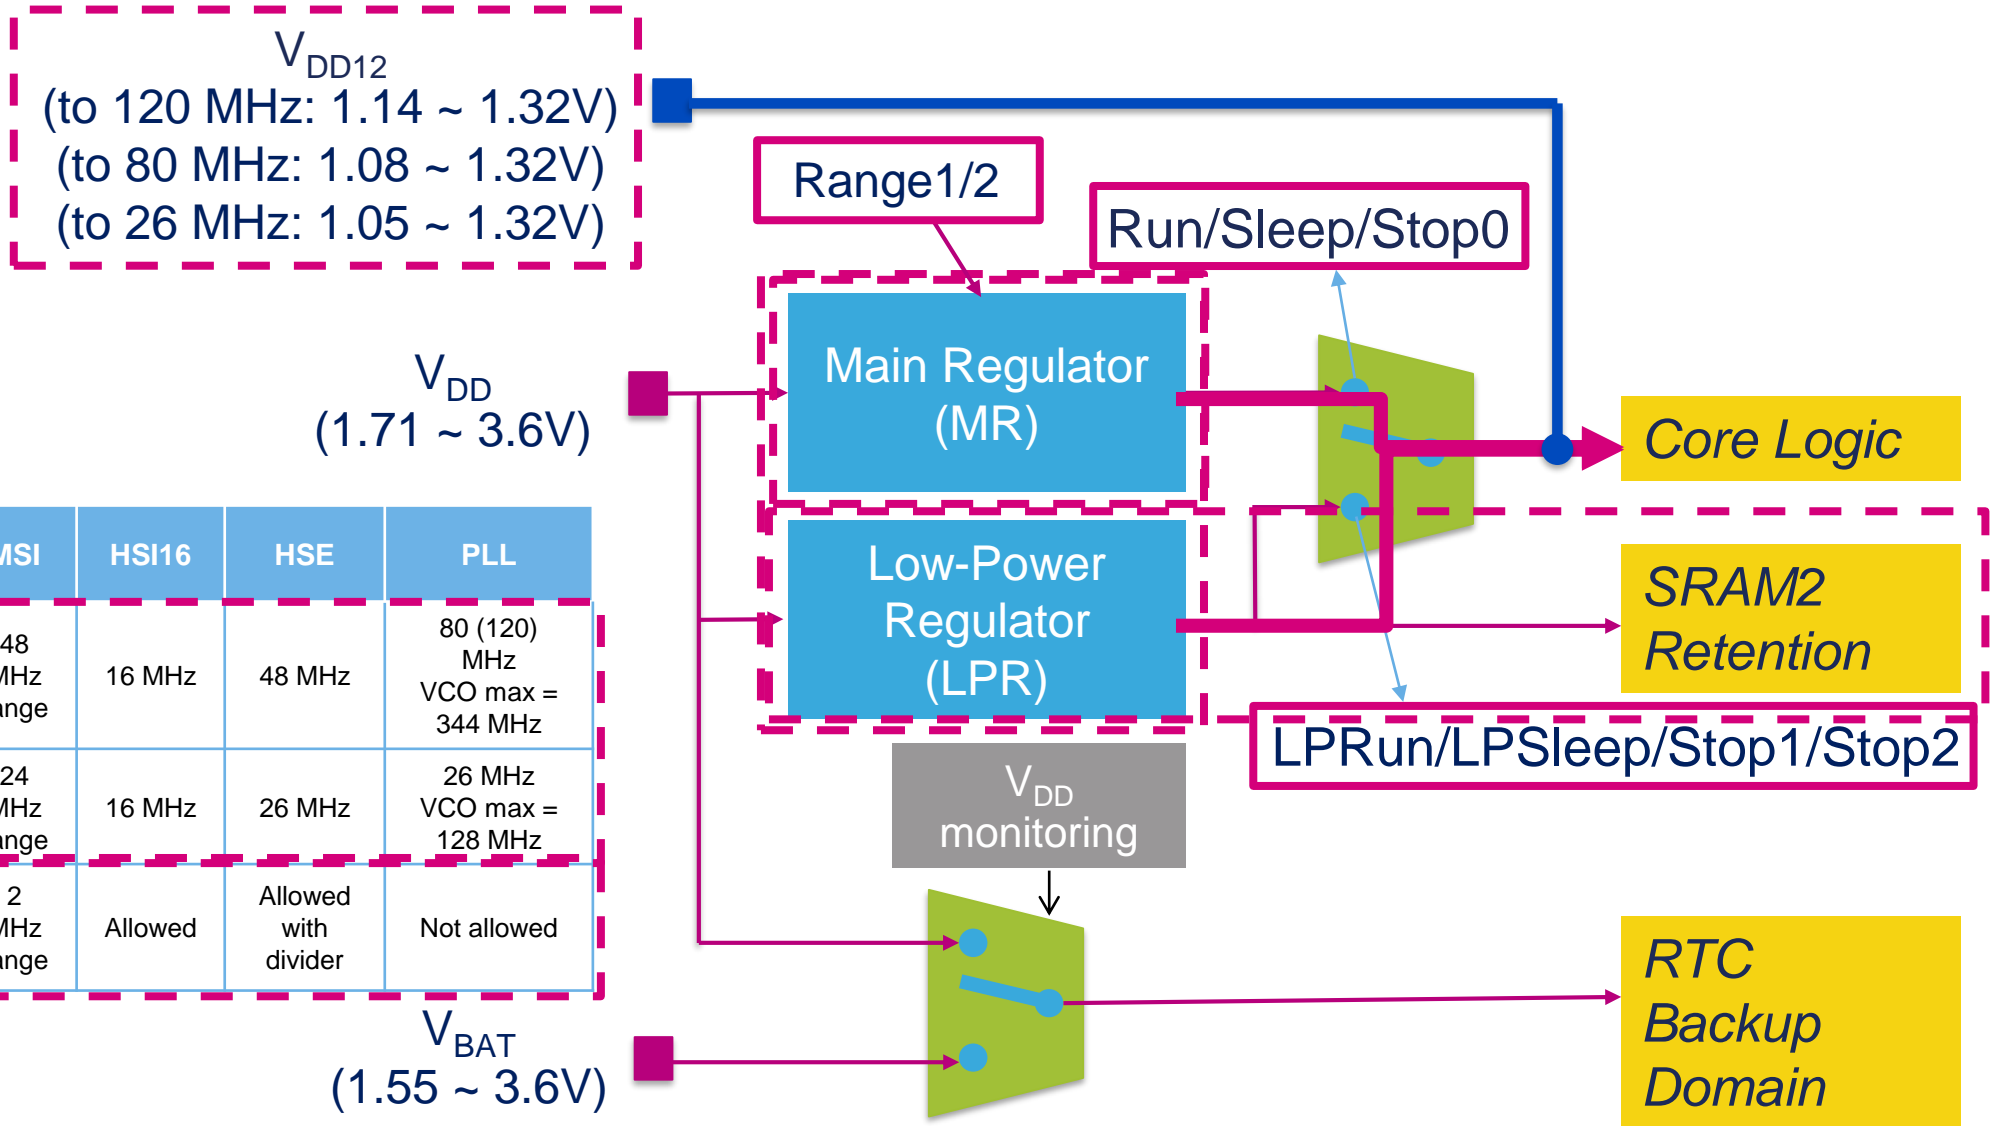 VDD12
(to 120 MHz: 1.14 ~ 1.32V)
(to 80 MHz: 1.08 ~ 1.32V)
(to 26 MHz: 1.05 ~ 1.32V)
Range1/2
Run/Sleep/Stop0
VDD
(1.71 ~ 3.6V)
Main Regulator
(MR)
Core Logic
Low-Power
Regulator
(LPR)
SRAM2
Retention
LPRun/LPSleep/Stop1/Stop2
HSI16 HSE PLL
48
16 MHz
48 MHz
80 (120)
MHz
VCO max =
344 MHz
24
16 MHz
26 MHz
26 MHz
VCO max =
128 MHz
2
Allowed
Allowed
with
divider
Not allowed
VDD
monitoring
VBAT
(1.55 ~ 3.6V)
RTC
Backup
Domain